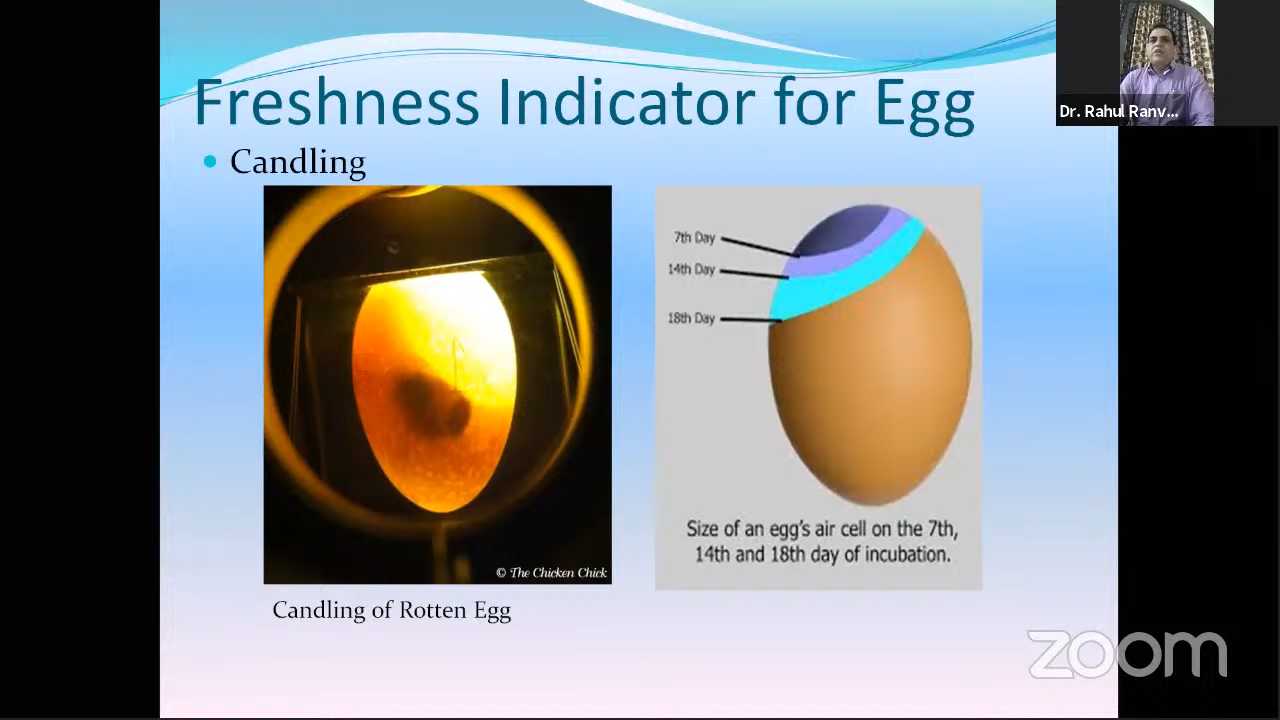 Freshness Indicator for Egg
Dr. Rahul Ranv...
• Candling
7th Day
14th Day
18th Day
Size of an egg's air cell on the 7th,
14th and 18th day of incubation.
© The Chicken Chick
Candling of Rotten Egg
zoom